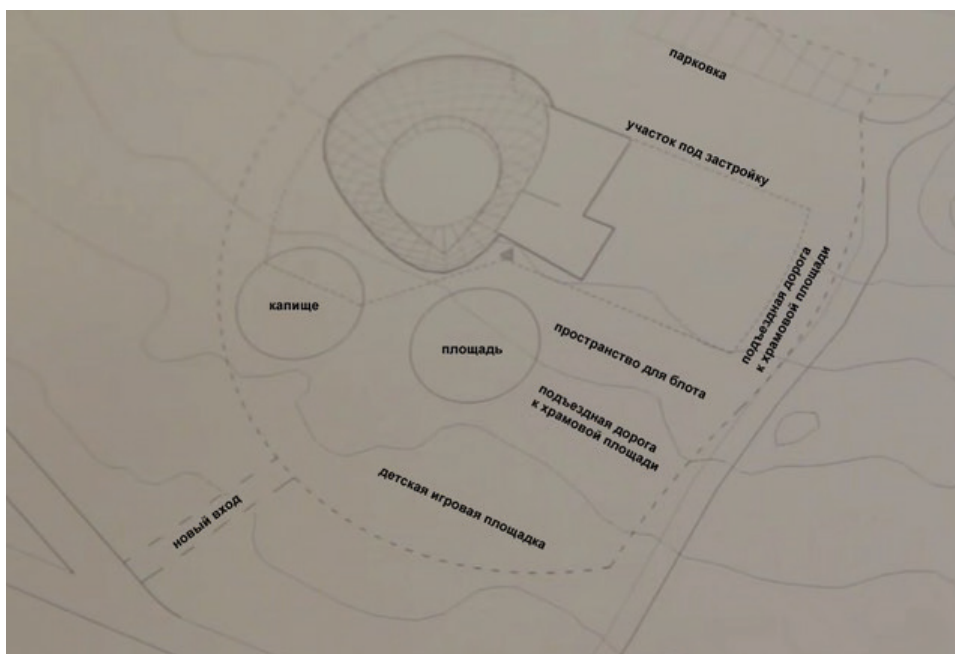 парковка
участок под застройку
подъездная дорога
к храмовой площади
капище
площадь
пространство для блота
подъездная дорога
к храмовой площади
детская игровая площадка
новый вход